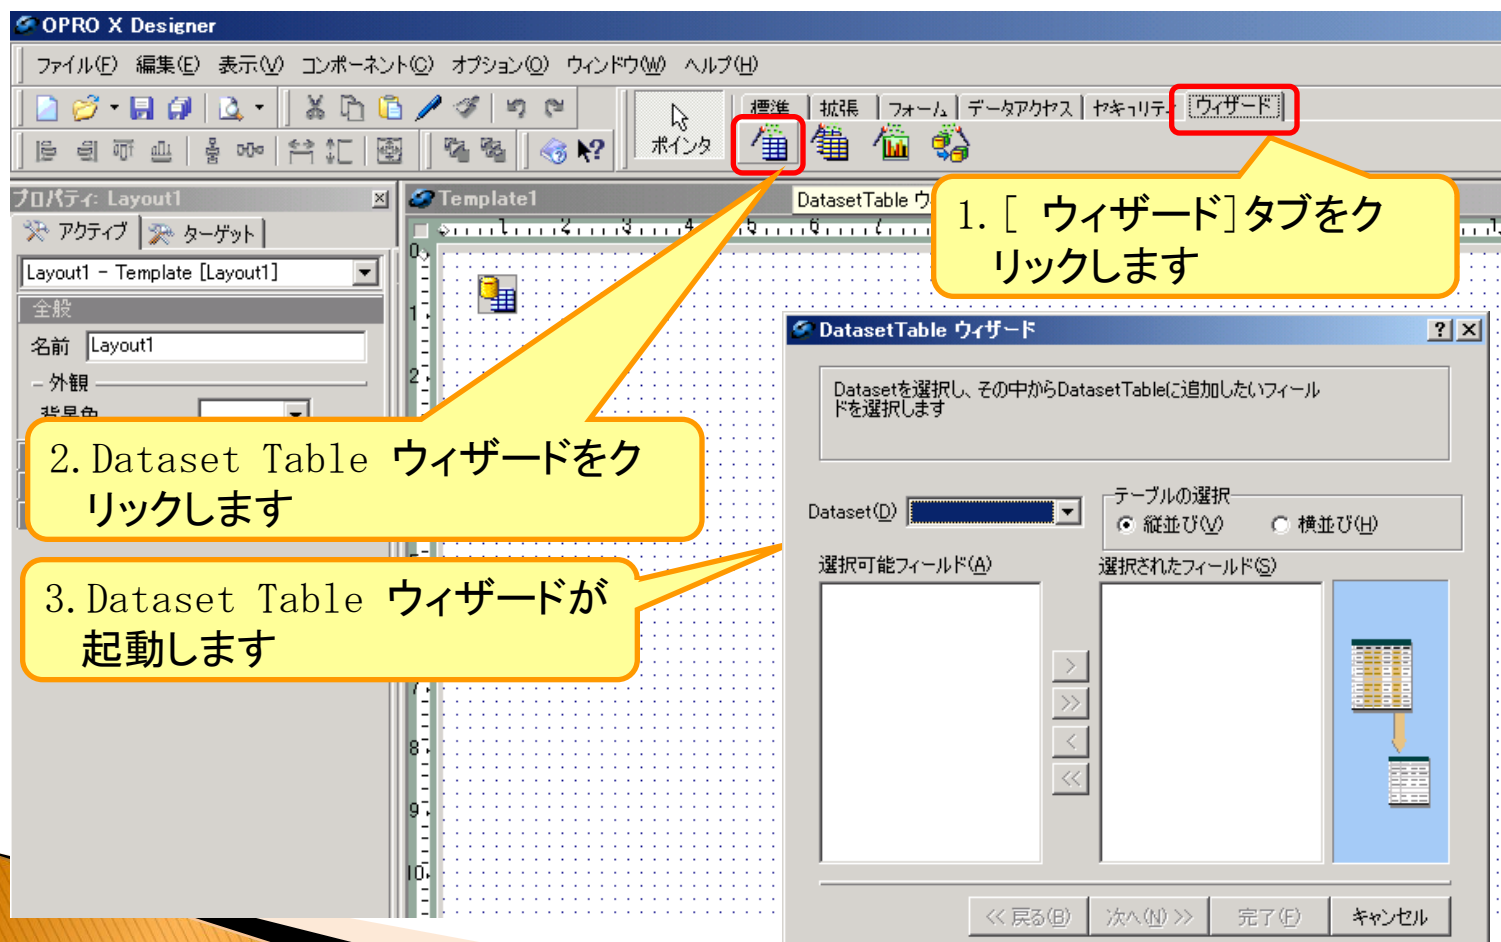 OPRO X Designer
ファイル(F) 編集(E) 表示(V) コンポーネント(C) オプション(O) ウィンドウ(W) ヘルプ(H)
ポインタ
標準 拡張 フォーム データアクセス セキュリティ ウィザード
プロパティ: Layout1
アクティブ ターゲット
Layout1 - Template [Layout1]
全般
名前 Layout1
外観
背景色
Template1
DatasetTable ウ
1.[ ウィザード]タブをク
リックします
2.Dataset Table ウィザードをク
リックします
3.Dataset Table ウィザードが
起動します
DatasetTable ウィザード
Datasetを選択し、その中からDatasetTableに追加したいフィール
ドを選択します
Dataset(D)
テーブルの選択
縦並び(V) 横並び(H)
選択可能フィールド(A)
選択されたフィールド(S)
>
>>
<
<<
<< 戻る(B) 次へ(N) >> 完了(F) キャンセル